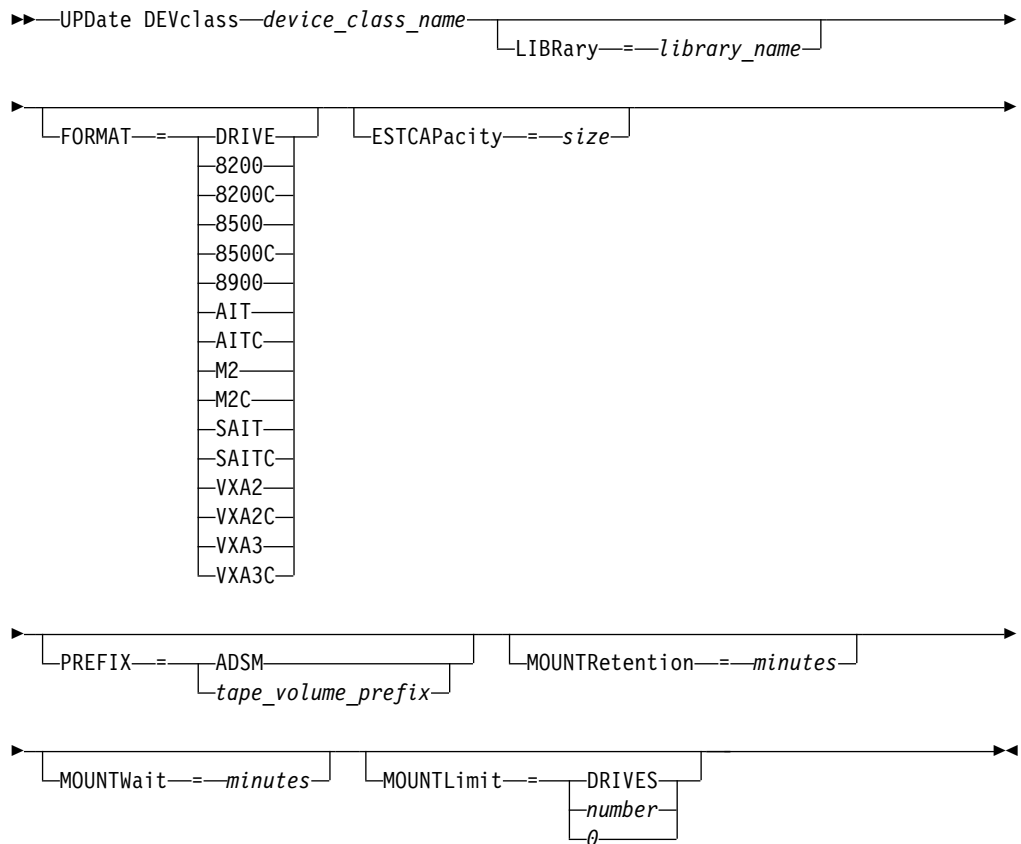 UPDate DEVclass device_class_name
LIBRary = library_name
FORMAT = DRIVE ESTCAPacity = size
8200
8200C
8500
8500C
8900
AIT
AITC
M2
M2C
SAIT
SAITC
VXA2
VXA2C
VXA3
VXA3C
PREFIX = ADSM MOUNTRetention = minutes
tape_volume_prefix
MOUNTWait = minutes MOUNTLimit = DRIVES
number
0